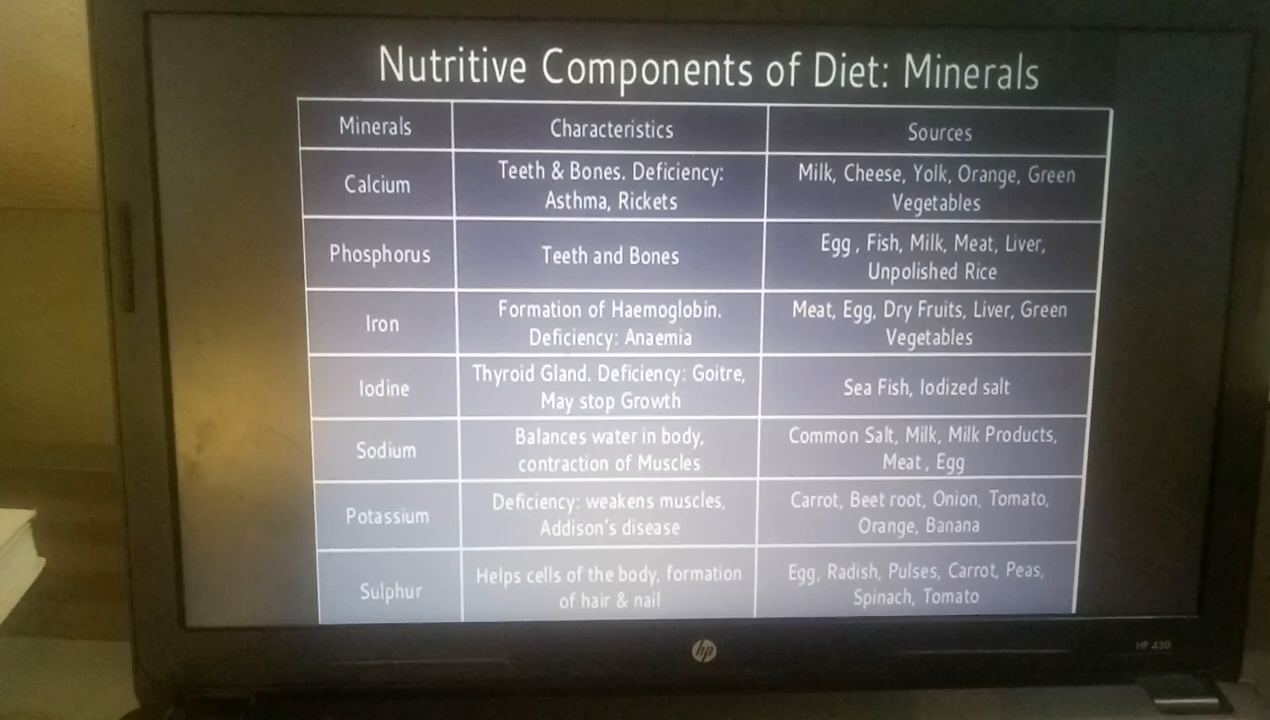 Nutritive Components of Diet: Minerals
Minerals
Characteristics
Sources
Calcium
Teeth & Bones. Deficiency:
Asthma, Rickets
Milk, Cheese, Yolk, Orange, Green
Vegetables
Phosphorus
Teeth and Bones
Egg , Fish, Milk, Meat, Liver,
Unpolished Rice
Iron
Formation of Haemoglobin.
Deficiency: Anaemia
Meat, Egg, Dry Fruits, Liver, Green
Vegetables
Iodine
Thyroid Gland. Deficiency: Goitre,
May stop Growth
Sea Fish, Iodized salt
Sodium
Balances water in body,
contraction of Muscles
Common Salt, Milk, Milk Products,
Meat , Egg
Potassium
Deficiency: weakens muscles,
Addison's disease
Carrot, Beet root, Onion, Tomato,
Orange, Banana
Sulphur
Helps cells of the body, formation
of hair & nail
Egg, Radish, Pulses, Carrot, Peas,
Spinach, Tomato
hp
HP 430